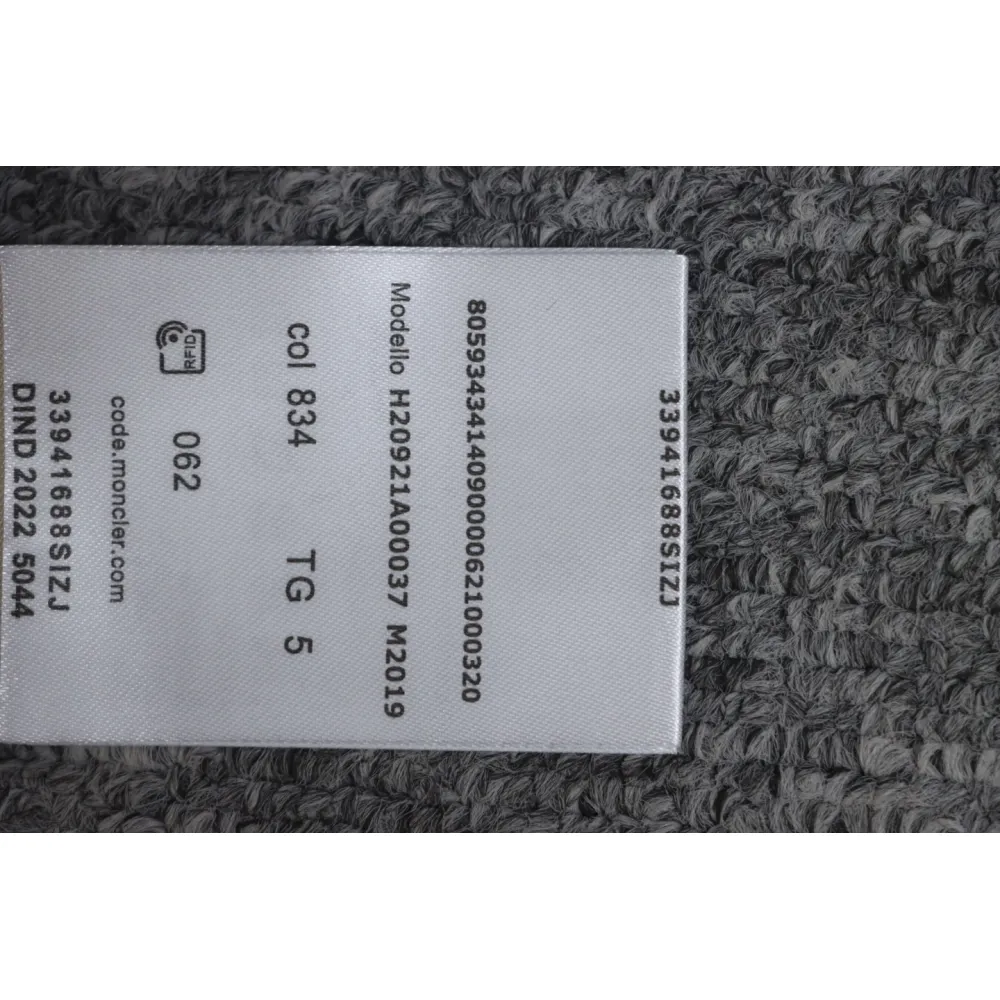 33941688SIZJ
8059343414090000621000320
Modello H20921A00037 M2019
col 834 TG 5
RFID 062
code.moncler.com
33941688SIZJ
DIND 2022 5044